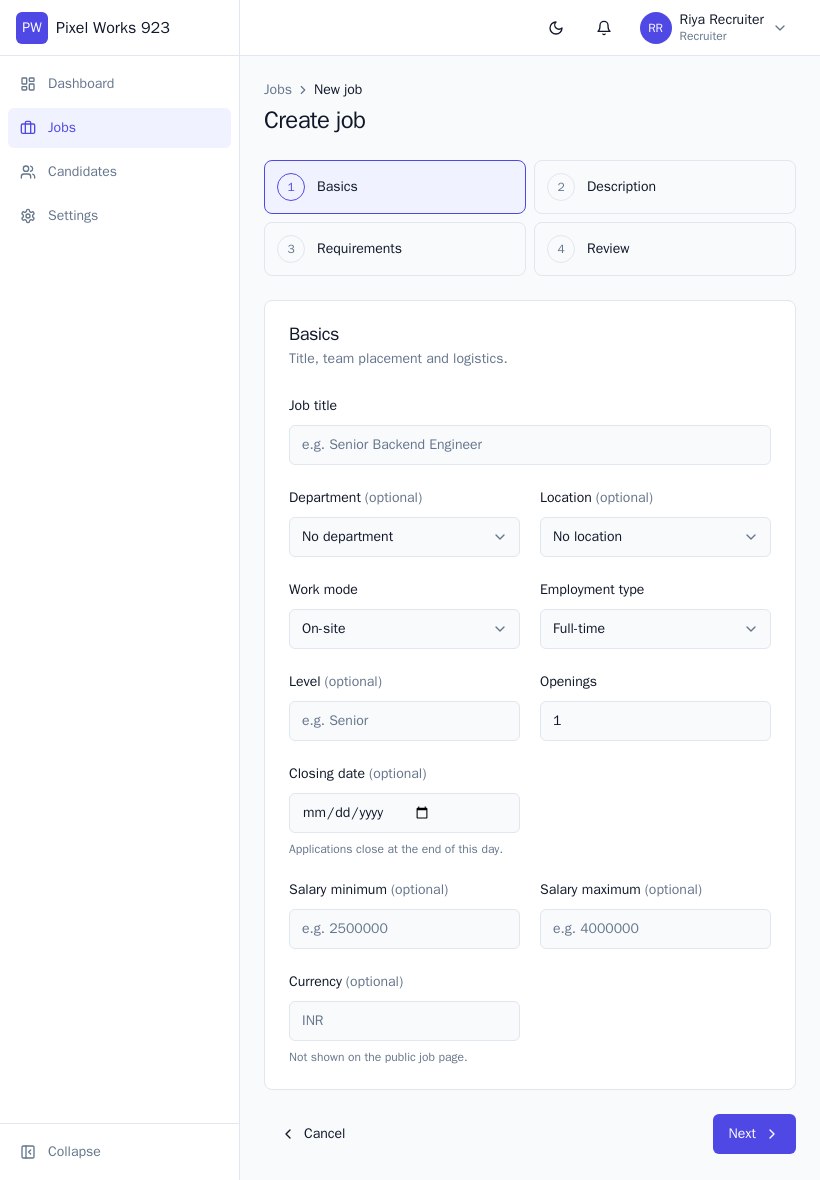 PW Pixel Works 923
RR Riya Recruiter
Recruiter
Dashboard
Jobs
Candidates
Settings
Collapse
Jobs > New job
Create job
1 Basics
2 Description
3 Requirements
4 Review
Basics
Title, team placement and logistics.
Job title
e.g. Senior Backend Engineer
Department (optional)
No department
Location (optional)
No location
Work mode
On-site
Employment type
Full-time
Level (optional)
e.g. Senior
Openings
1
Closing date (optional)
mm/dd/yyyy
Applications close at the end of this day.
Salary minimum (optional)
e.g. 2500000
Salary maximum (optional)
e.g. 4000000
Currency (optional)
INR
Not shown on the public job page.
Cancel
Next